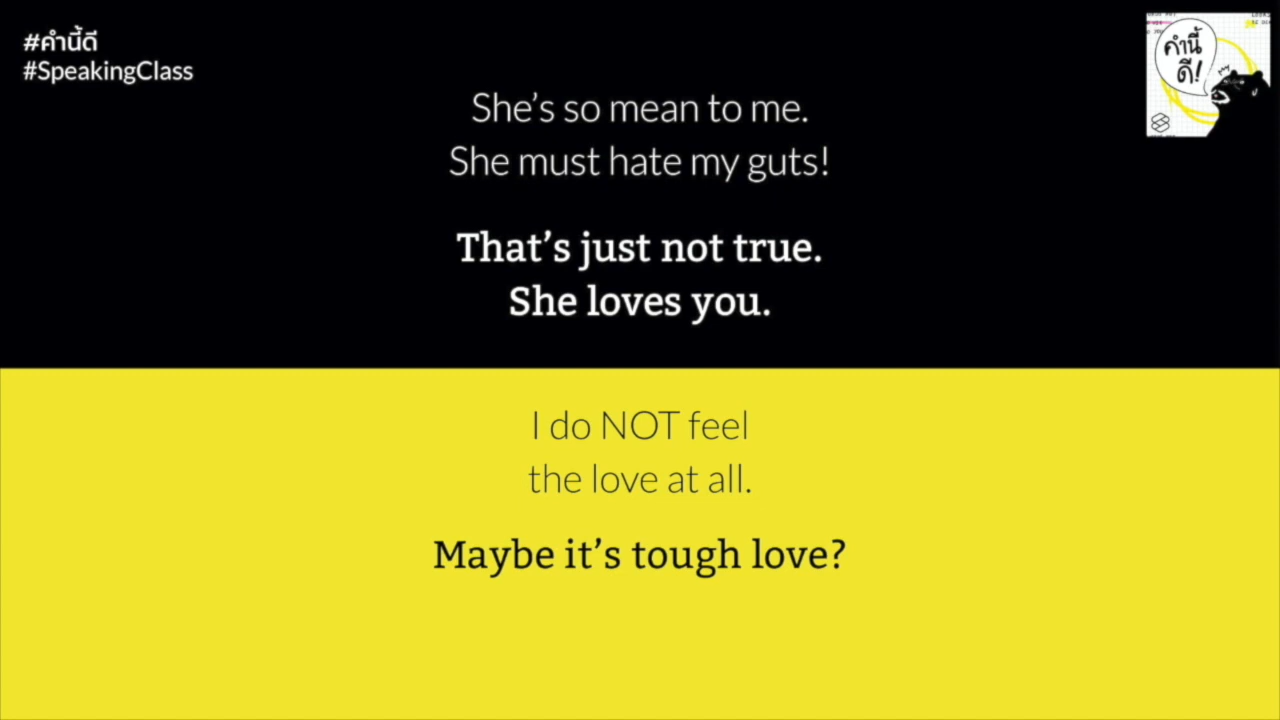 #คำนี้ดี
#SpeakingClass
คำนี้
ดี!
She's so mean to me.
She must hate my guts!
That's just not true.
She loves you.
I do NOT feel
the love at all.
Maybe it's tough love?